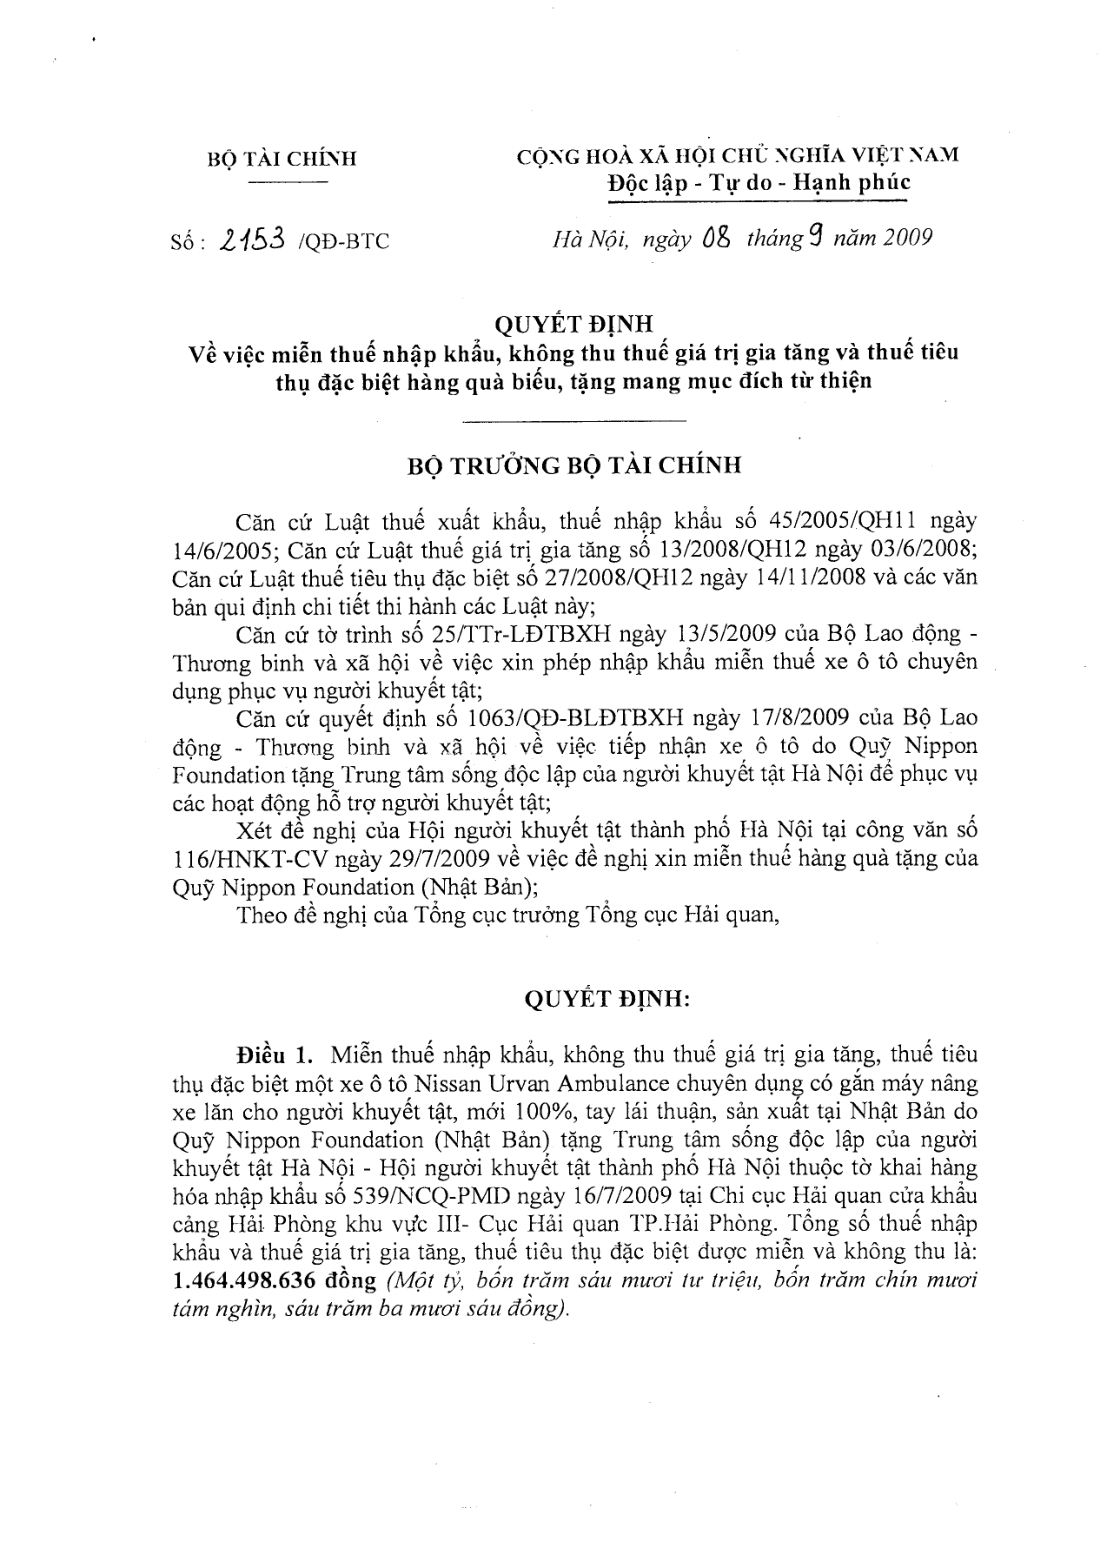 BỘ TÀI CHÍNH
CỘNG HOÀ XÃ HỘI CHỦ NGHĨA VIỆT NAM
Độc lập - Tự do - Hạnh phúc
Số : 2153 /QĐ-BTC
Hà Nội, ngày 08 tháng 9 năm 2009
QUYẾT ĐỊNH
Về việc miễn thuế nhập khẩu, không thu thuế giá trị gia tăng và thuế tiêu
thụ đặc biệt hàng quà biếu, tặng mang mục đích từ thiện
BỘ TRƯỞNG BỘ TÀI CHÍNH
Căn cứ Luật thuế xuất khẩu, thuế nhập khẩu số 45/2005/QH11 ngày
14/6/2005; Căn cứ Luật thuế giá trị gia tăng số 13/2008/QH12 ngày 03/6/2008;
Căn cứ Luật thuế tiêu thụ đặc biệt số 27/2008/QH12 ngày 14/11/2008 và các văn
bản qui định chi tiết thi hành các Luật này;
Căn cứ tờ trình số 25/TTr-LĐTBXH ngày 13/5/2009 của Bộ Lao động -
Thương binh và xã hội về việc xin phép nhập khẩu miễn thuế xe ô tô chuyên
dụng phục vụ người khuyết tật;
Căn cứ quyết định số 1063/QĐ-BLĐTBXH ngày 17/8/2009 của Bộ Lao
động - Thương binh và xã hội về việc tiếp nhận xe ô tô do Quỹ Nippon
Foundation tặng Trung tâm sống độc lập của người khuyết tật Hà Nội để phục vụ
các hoạt động hỗ trợ người khuyết tật;
Xét đề nghị của Hội người khuyết tật thành phố Hà Nội tại công văn số
116/HNKT-CV ngày 29/7/2009 về việc đề nghị xin miễn thuế hàng quà tặng của
Quỹ Nippon Foundation (Nhật Bản);
Theo đề nghị của Tổng cục trưởng Tổng cục Hải quan,
QUYẾT ĐỊNH:
Điều 1. Miễn thuế nhập khẩu, không thu thuế giá trị gia tăng, thuế tiêu
thụ đặc biệt một xe ô tô Nissan Urvan Ambulance chuyên dụng có gắn máy nâng
xe lăn cho người khuyết tật, mới 100%, tay lái thuận, sản xuất tại Nhật Bản do
Quỹ Nippon Foundation (Nhật Bản) tặng Trung tâm sống độc lập của người
khuyết tật Hà Nội - Hội người khuyết tật thành phố Hà Nội thuộc tờ khai hàng
hóa nhập khẩu số 539/NCQ-PMD ngày 16/7/2009 tại Chi cục Hải quan cửa khẩu
cảng Hải Phòng khu vực III- Cục Hải quan TP.Hải Phòng. Tổng số thuế nhập
khẩu và thuế giá trị gia tăng, thuế tiêu thụ đặc biệt được miễn và không thu là:
1.464.498.636 đồng (Một tỷ, bốn trăm sáu mươi tư triệu, bốn trăm chín mươi
tám nghìn, sáu trăm ba mươi sáu đồng).